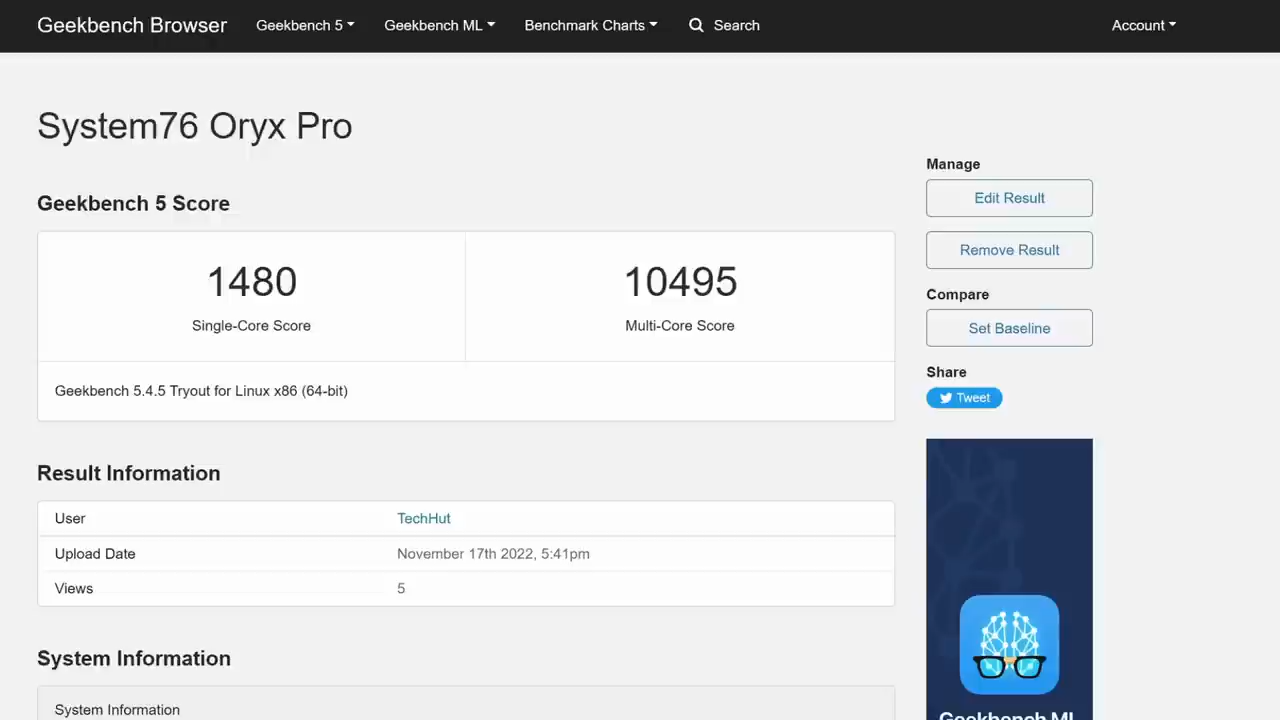 Geekbench Browser Geekbench 5 Geekbench ML Benchmark Charts Search Account
System76 Oryx Pro
Geekbench 5 Score
1480 10495
Single-Core Score Multi-Core Score
Geekbench 5.4.5 Tryout for Linux x86 (64-bit)
Result Information
User TechHut
Upload Date November 17th 2022, 5:41pm
Views 5
System Information
System Information
Manage
Edit Result
Remove Result
Compare
Set Baseline
Share
Tweet
Geekbench ML